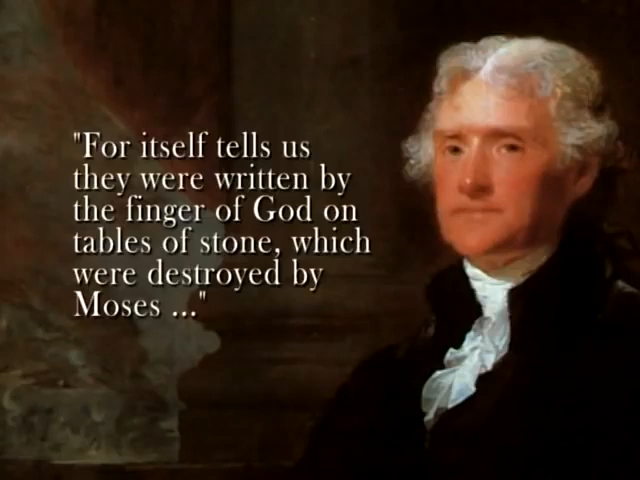 "For itself tells us
they were written by
the finger of God on
tables of stone, which
were destroyed by
Moses ..."